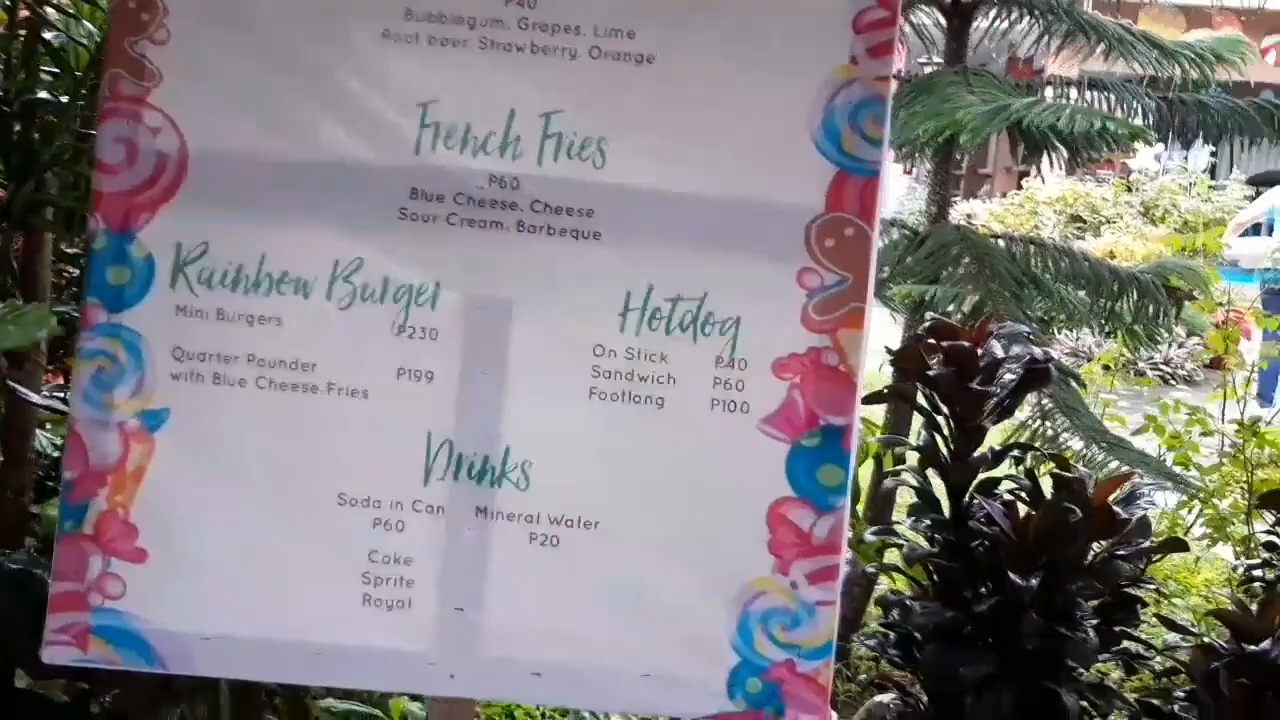 P40
Bubblegum, Grapes, Lime
Root beer, Strawberry, Orange
French Fries
P60
Blue Cheese, Cheese
Sour Cream, Barbeque
Rainbow Burger
Mini Burgers P230
Quarter Pounder
with Blue Cheese Fries P199
Hotdog
On Stick P40
Sandwich P60
Footlong P100
Drinks
Soda in Can Mineral Water
P60 P20
Coke
Sprite
Royal